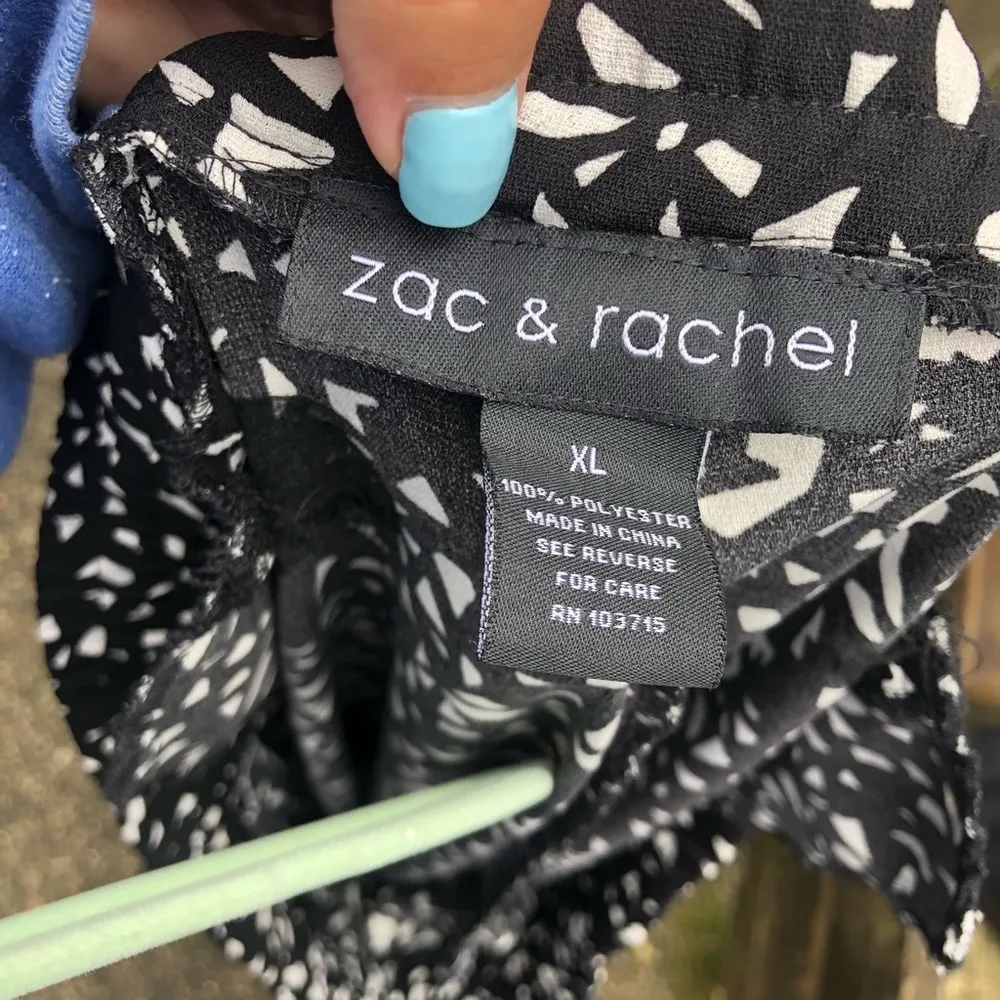 zac & rachel
XL
100% POLYESTER
MADE IN CHINA
SEE REVERSE
FOR CARE
RN 103715